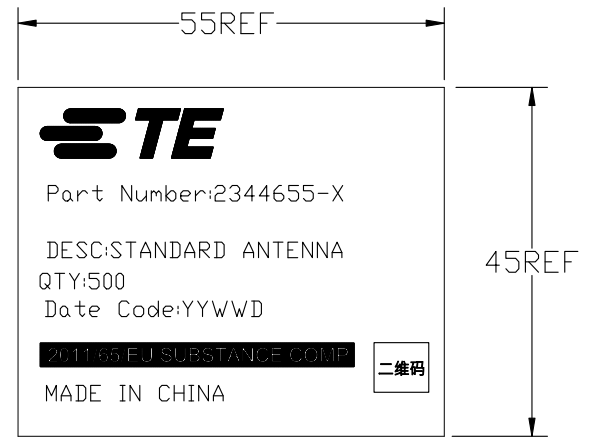 55REF
TE
Part Number:2344655-X
DESC:STANDARD ANTENNA
45REF
QTY:500
Date Code:YYWWD
2011/65 EU SUBSTANCE COMP
二维码
MADE IN CHINA